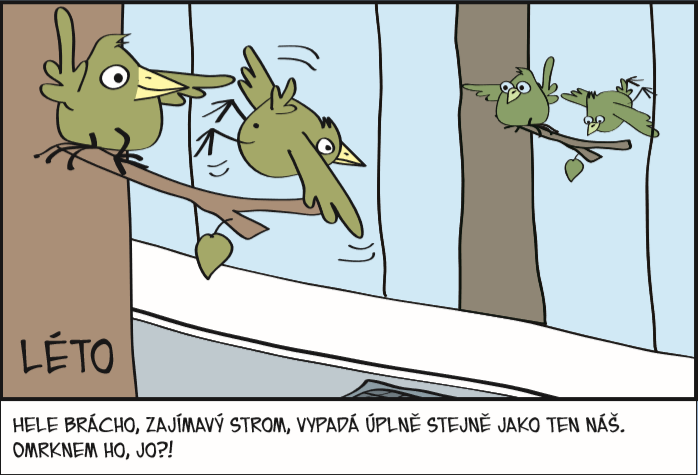 LÉTO
HELE BRÁCHO, ZAJÍMAVÝ STROM, VYPADÁ ÚPLNĚ STEJNĚ JAKO TEN NÁŠ.
OMRKNEM HO, JO?!